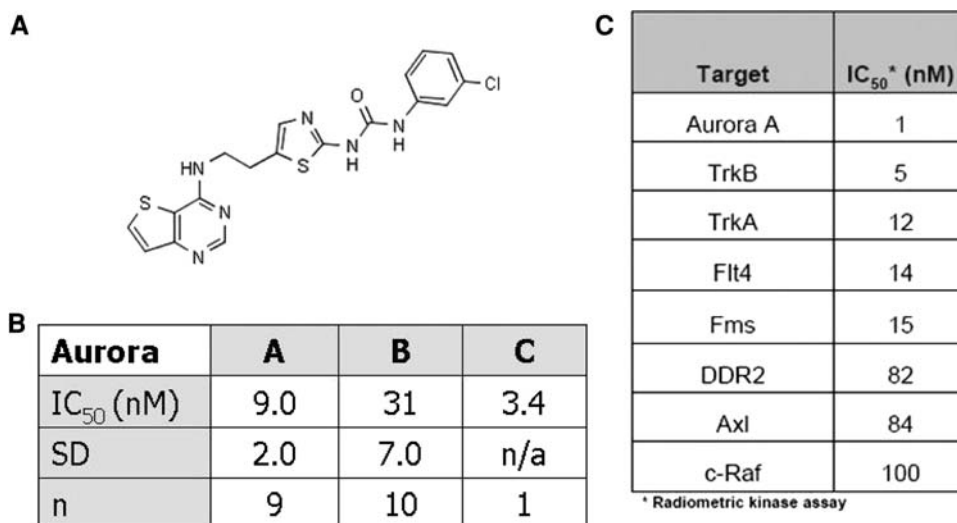 A
O
Cl
N
N
H
N
H
HN
S
S
N
N
B
Aurora A B C
IC50 (nM) 9.0 31 3.4
SD 2.0 7.0 n/a
n 9 10 1
C
Target IC50* (nM)
Aurora A 1
TrkB 5
TrkA 12
Flt4 14
Fms 15
DDR2 82
Axl 84
c-Raf 100
* Radiometric kinase assay